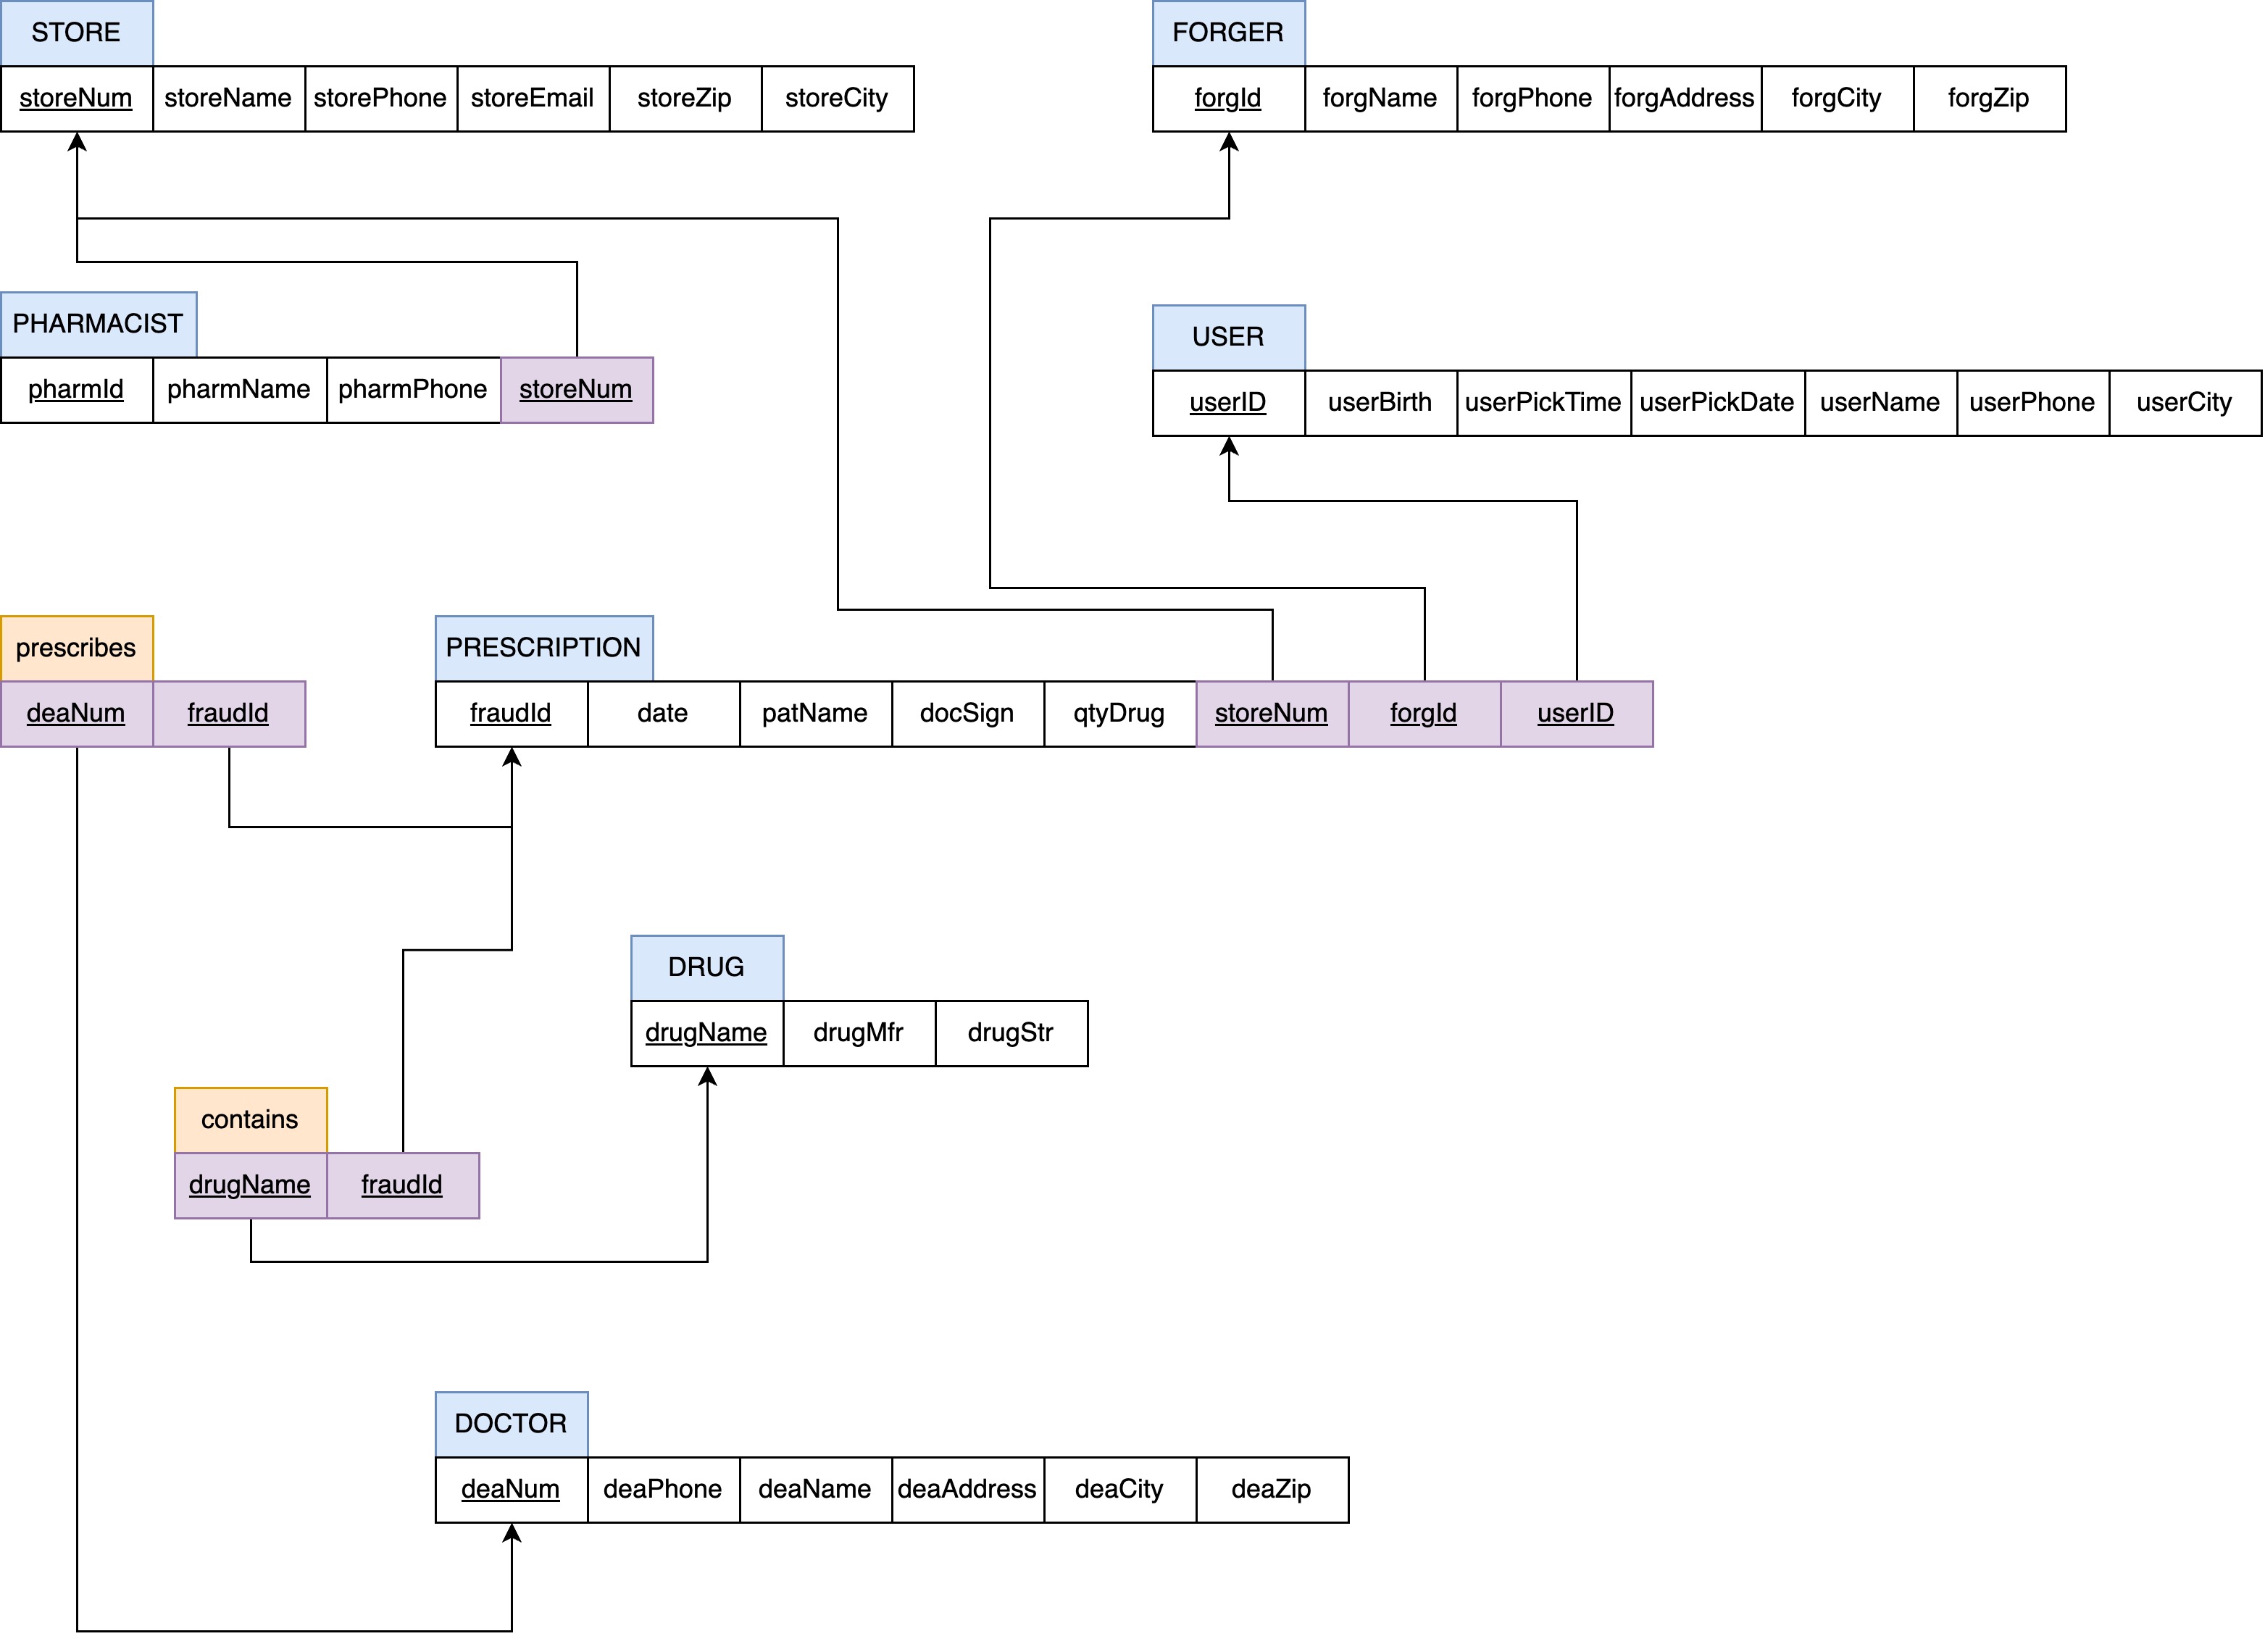 STORE
storeNum storeName storePhone storeEmail storeZip storeCity
FORGER
forgId forgName forgPhone forgAddress forgCity forgZip
PHARMACIST
pharmId pharmName pharmPhone storeNum
USER
userID userBirth userPickTime userPickDate userName userPhone userCity
prescribes
deaNum fraudId
PRESCRIPTION
fraudId date patName docSign qtyDrug storeNum forgId userID
DRUG
drugName drugMfr drugStr
contains
drugName fraudId
DOCTOR
deaNum deaPhone deaName deaAddress deaCity deaZip